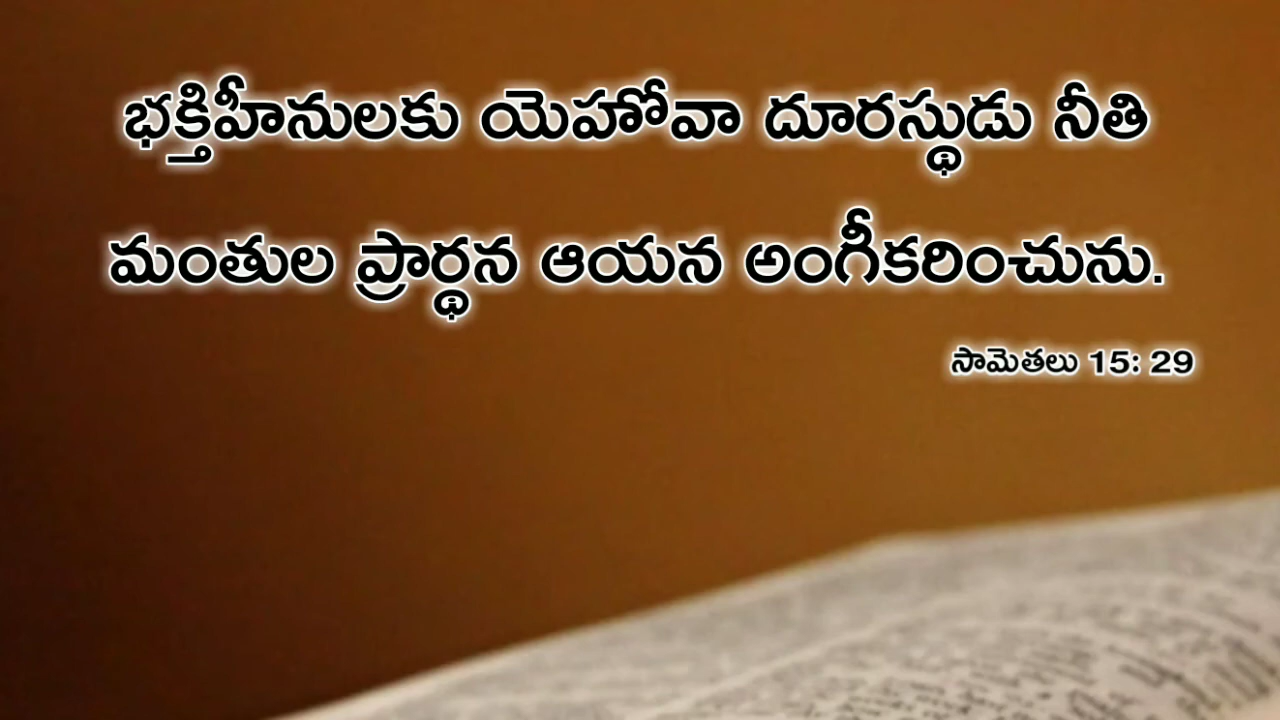 భక్తిహీనులకు యెహోవా దూరస్థుడు నీతి
మంతుల ప్రార్థన ఆయన అంగీకరించును.
సామెతలు 15: 29